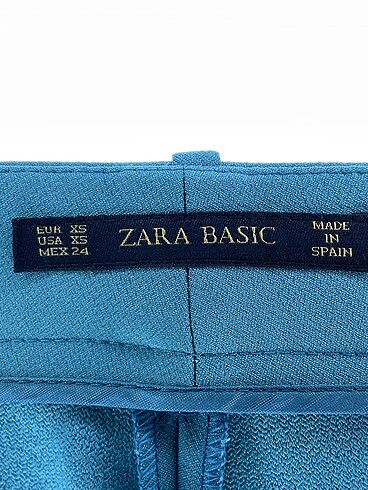 EUR XS
USA XS
MEX 24
ZARA BASIC
MADE
IN
SPAIN